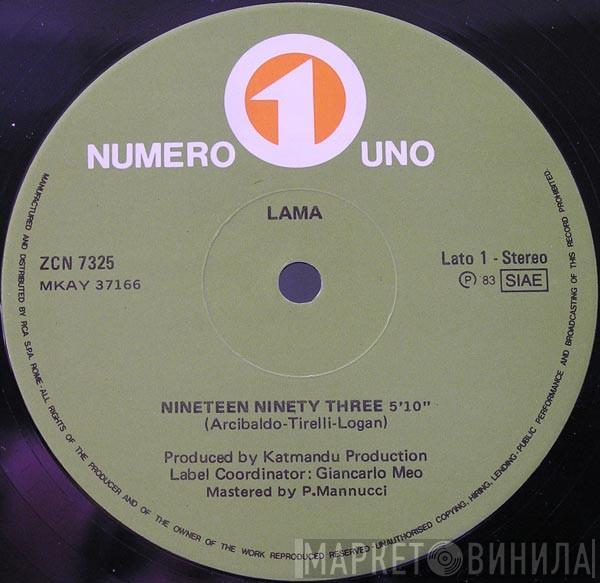 NUMERO 1 UNO
LAMA
ZCN 7325
MKAY 37166
Lato 1 - Stereo
Ⓟ 83 SIAE
NINETEEN NINETY THREE 5'10"
(Arcibaldo-Tirelli-Logan)
Produced by Katmandu Production
Label Coordinator: Giancarlo Meo
Mastered by P.Mannucci
MANUFACTURED AND DISTRIBUTED BY RCA S.P.A. ROME-ALL RIGHTS OF THE PRODUCER AND OF THE OWNER OF THE WORK REPRODUCED RESERVED-UNAUTHORISED COPYING, HIRING, LENDING, PUBLIC PERFORMANCE AND BROADCASTING OF THIS RECORD PROHIBITED.
МАРКЕТ ВИНИЛА